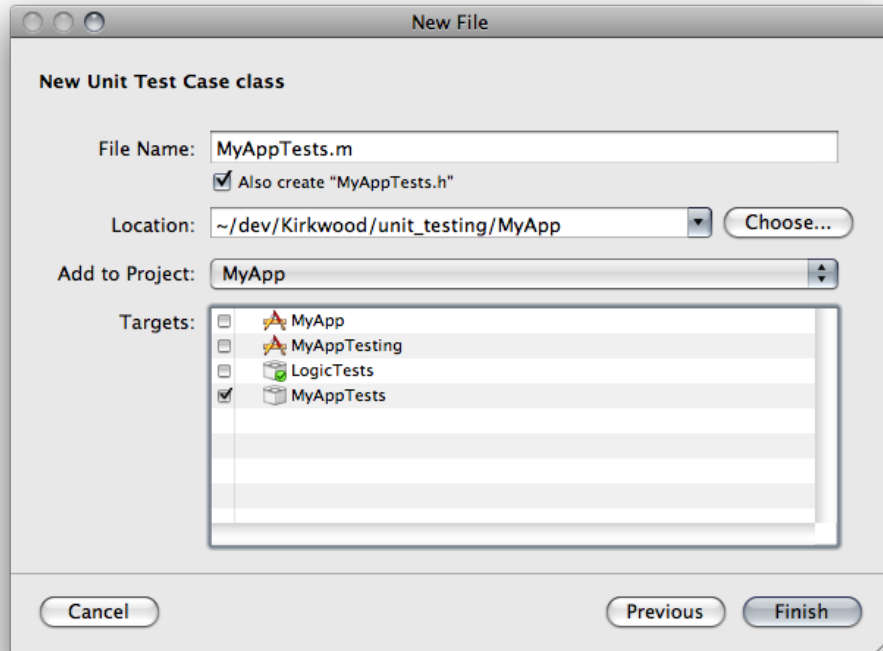 New File
New Unit Test Case class
File Name: MyAppTests.m
Also create "MyAppTests.h"
Location: ~/dev/Kirkwood/unit_testing/MyApp Choose...
Add to Project: MyApp
Targets: MyApp
MyAppTesting
LogicTests
MyAppTests
Cancel Previous Finish